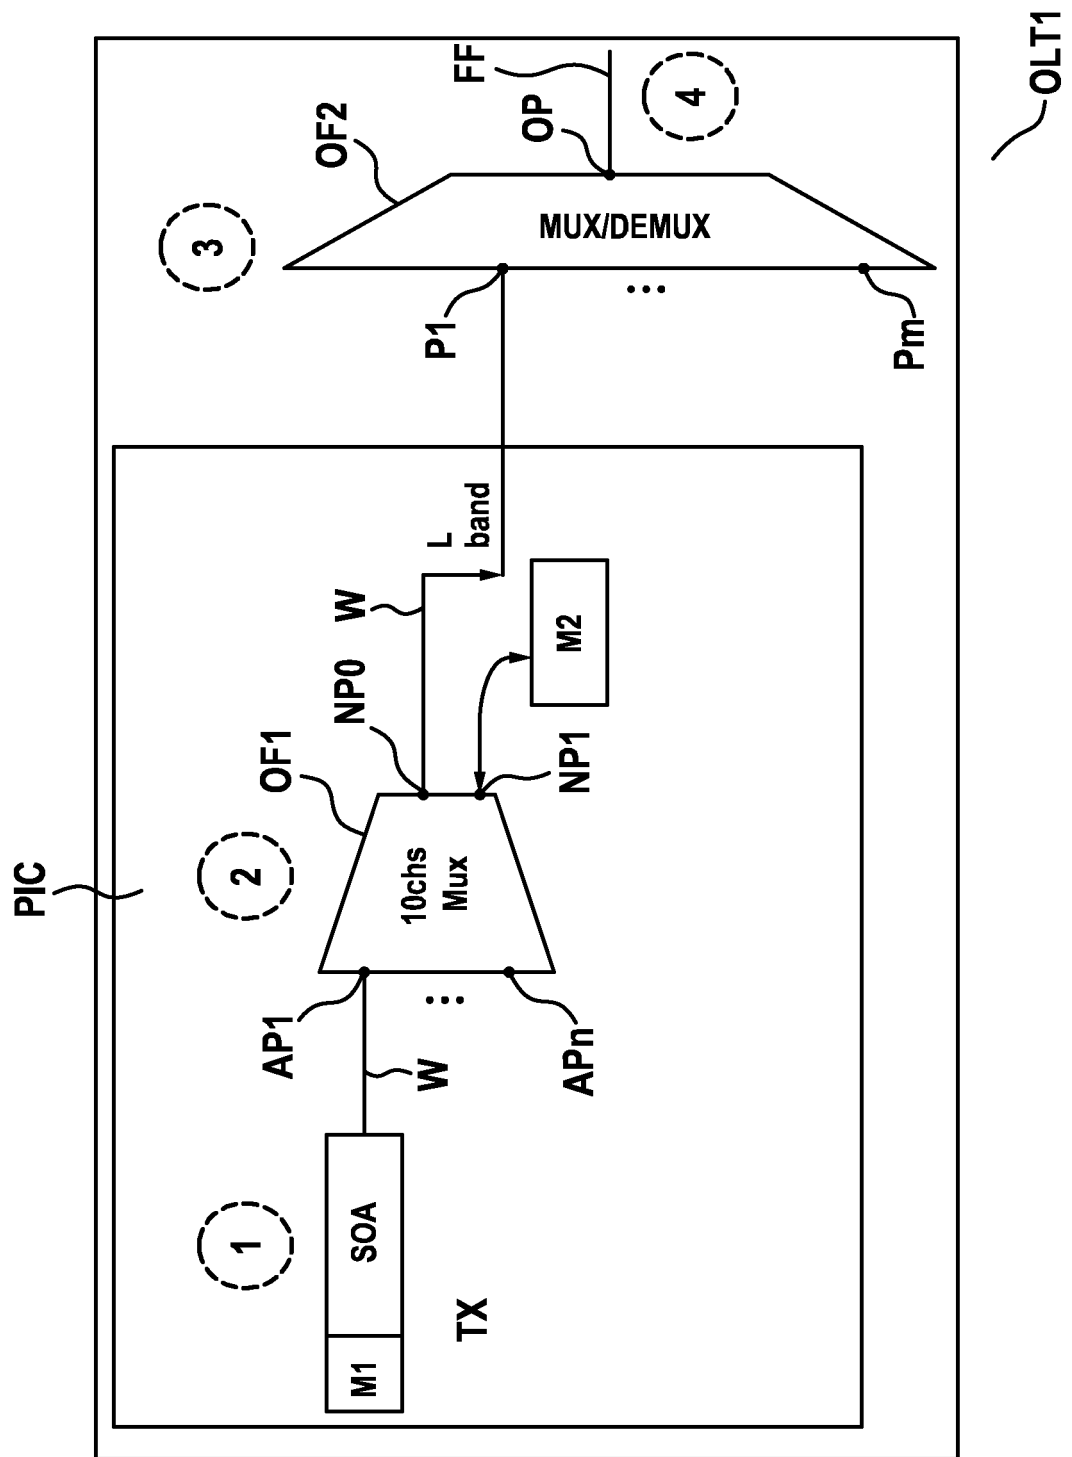 OLT1
PIC
1
2
3
4
M1
SOA
TX
W
AP1
...
APn
10chs
Mux
OF1
NP0
NP1
W
M2
L
band
P1
...
Pm
MUX/DEMUX
OF2
OP
FF